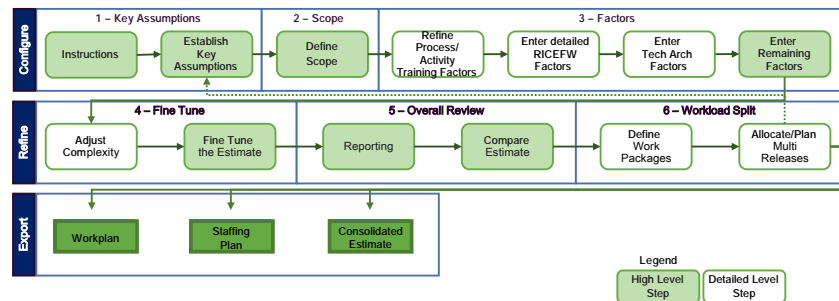 1 – Key Assumptions
2 – Scope
3 – Factors
Configure
Instructions
Establish
Key
Assumptions
Define
Scope
Refine
Process/
Activity
Training Factors
Enter detailed
RICEFW
Factors
Enter
Tech Arch
Factors
Enter
Remaining
Factors
4 – Fine Tune
5 – Overall Review
6 – Workload Split
Refine
Adjust
Complexity
Fine Tune
the Estimate
Reporting
Compare
Estimate
Define
Work
Packages
Allocate/Plan
Multi
Releases
Export
Workplan
Staffing
Plan
Consolidated
Estimate
Legend
High Level
Step
Detailed Level
Step